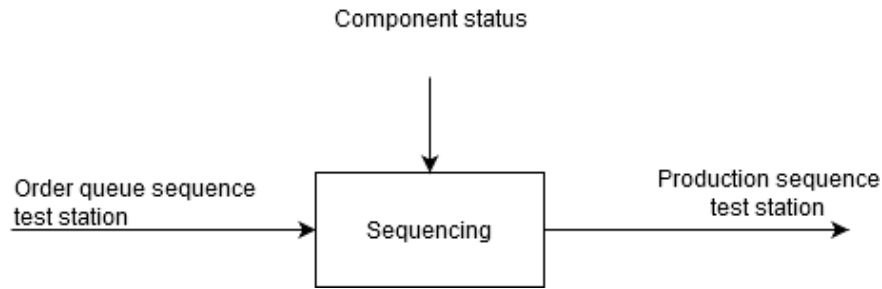 Component status
Order queue sequence
test station
Sequencing
Production sequence
test station